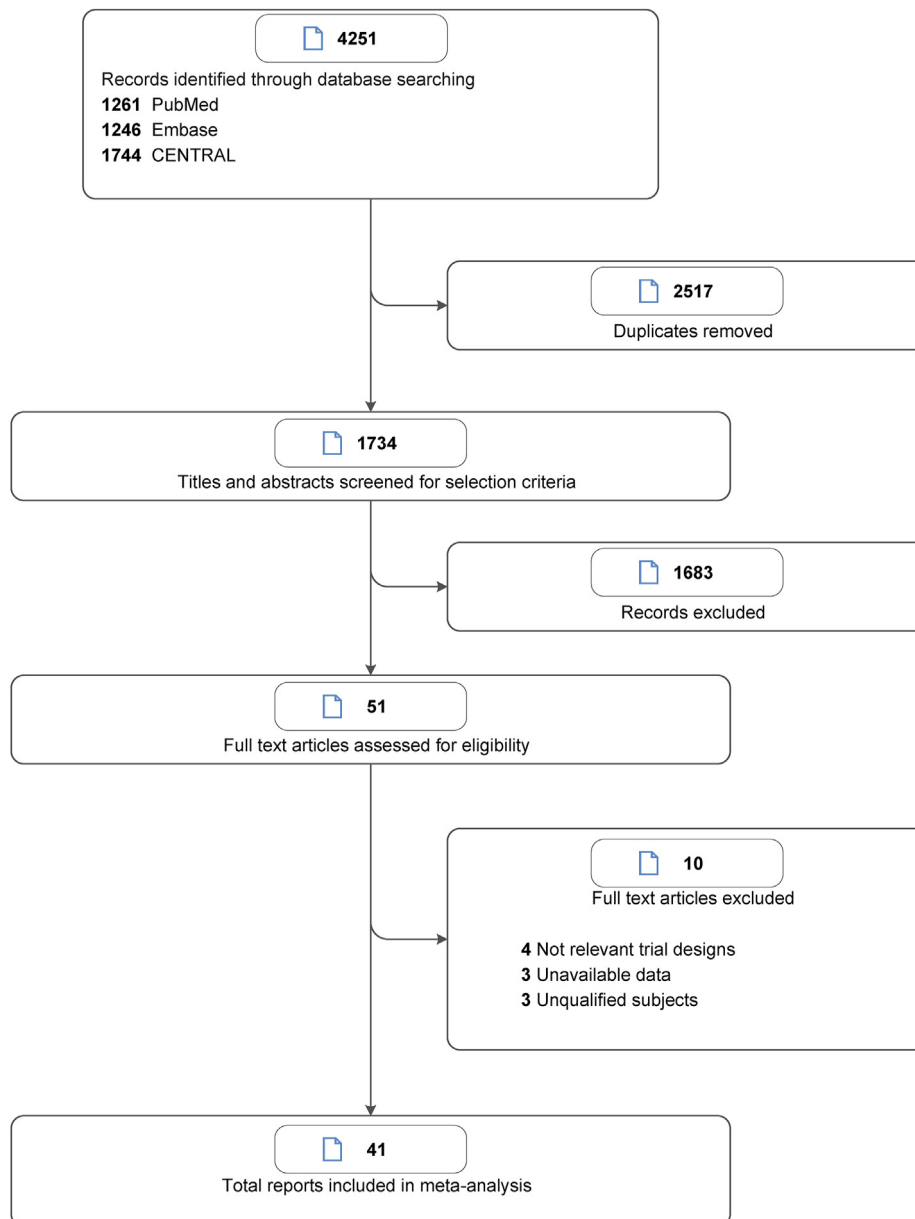 4251
Records identified through database searching
1261 PubMed
1246 Embase
1744 CENTRAL
2517
Duplicates removed
1734
Titles and abstracts screened for selection criteria
1683
Records excluded
51
Full text articles assessed for eligibility
10
Full text articles excluded
4 Not relevant trial designs
3 Unavailable data
3 Unqualified subjects
41
Total reports included in meta-analysis